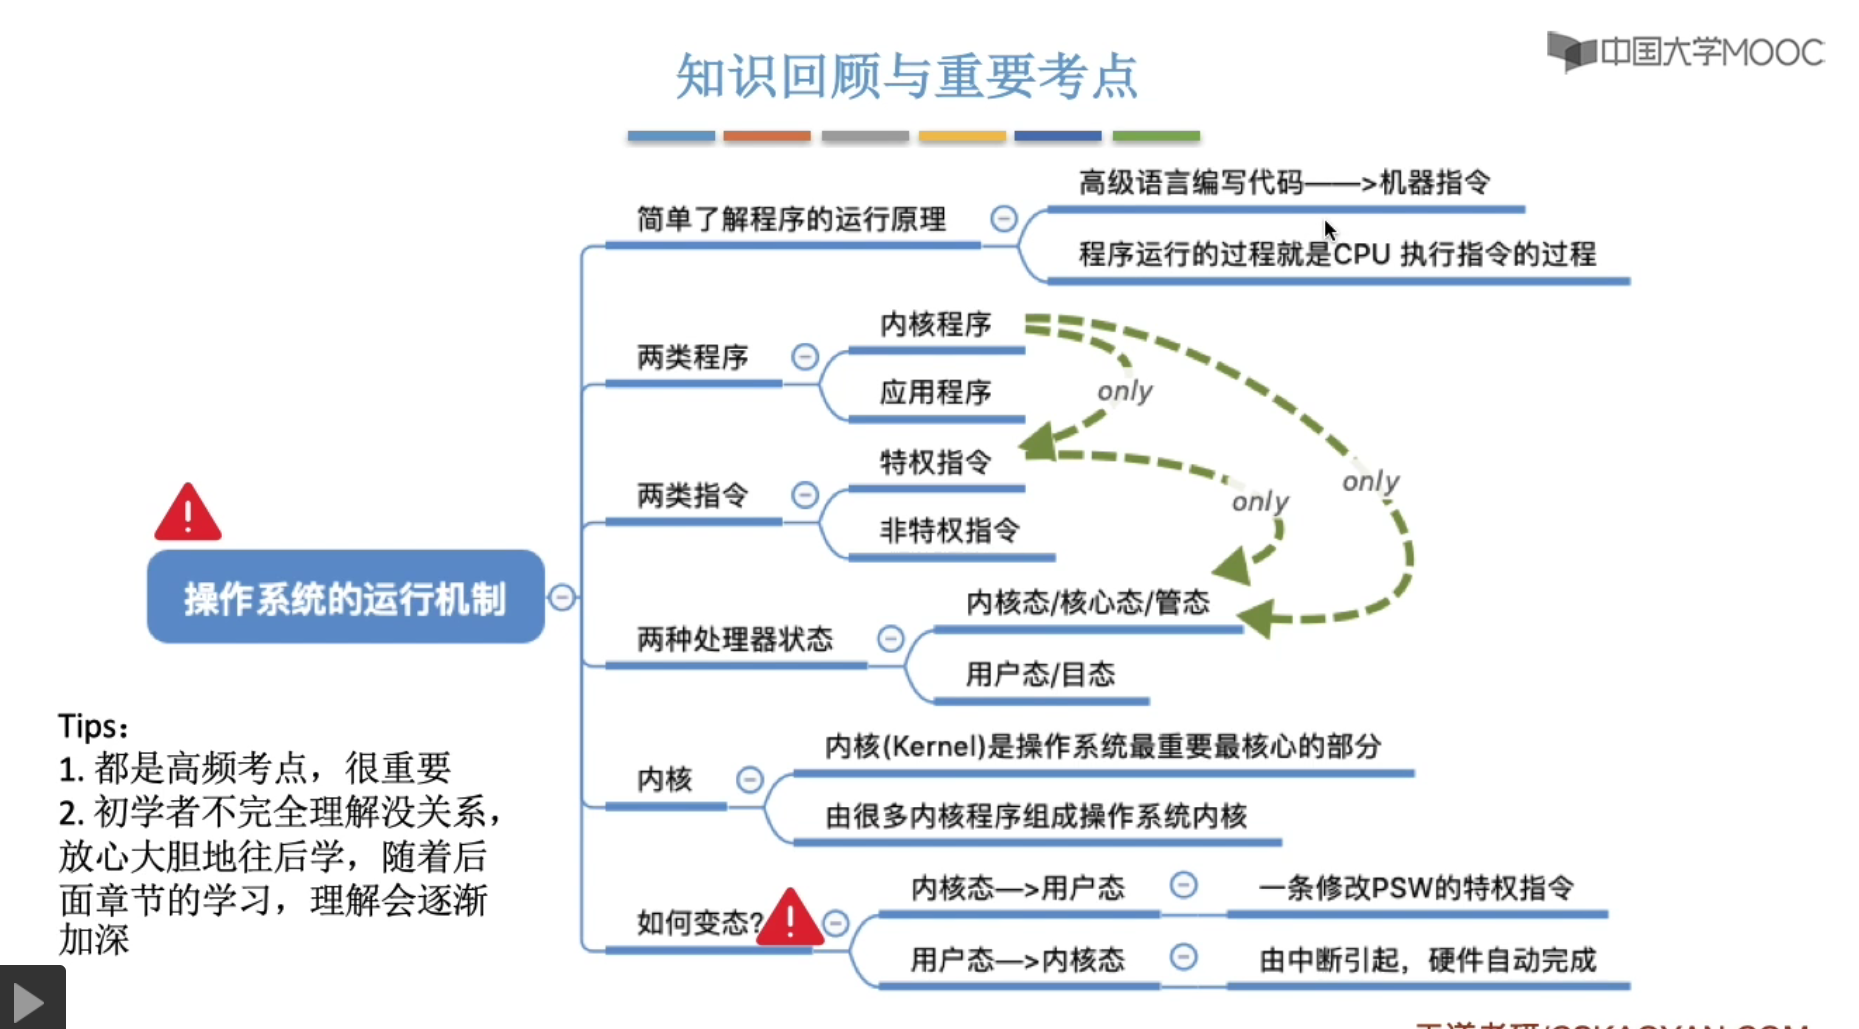 知识回顾与重要考点
中国大学MOOC
高级语言编写代码——>机器指令
简单了解程序的运行原理
程序运行的过程就是CPU 执行指令的过程
内核程序
两类程序
应用程序
only
特权指令
only
两类指令
only
非特权指令
操作系统的运行机制
内核态/核心态/管态
两种处理器状态
用户态/目态
Tips：
1. 都是高频考点，很重要
2. 初学者不完全理解没关系，
放心大胆地往后学，随着后
面章节的学习，理解会逐渐
加深
内核(Kernel)是操作系统最重要最核心的部分
内核
由很多内核程序组成操作系统内核
内核态—>用户态
一条修改PSW的特权指令
如何变态?
用户态—>内核态
由中断引起，硬件自动完成